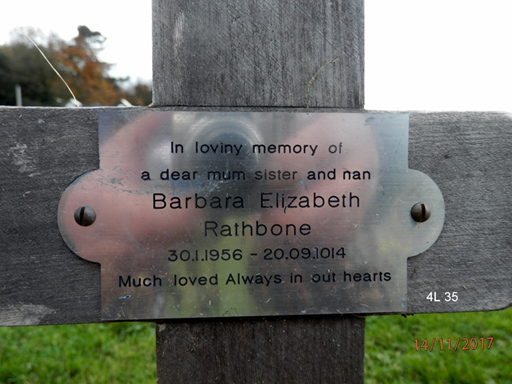 In loviny memory of
a dear mum sister and nan
Barbara Elizabeth
Rathbone
30.1.1956 - 20.09.1014
Much loved Always in out hearts
4L 35
14/11/2017